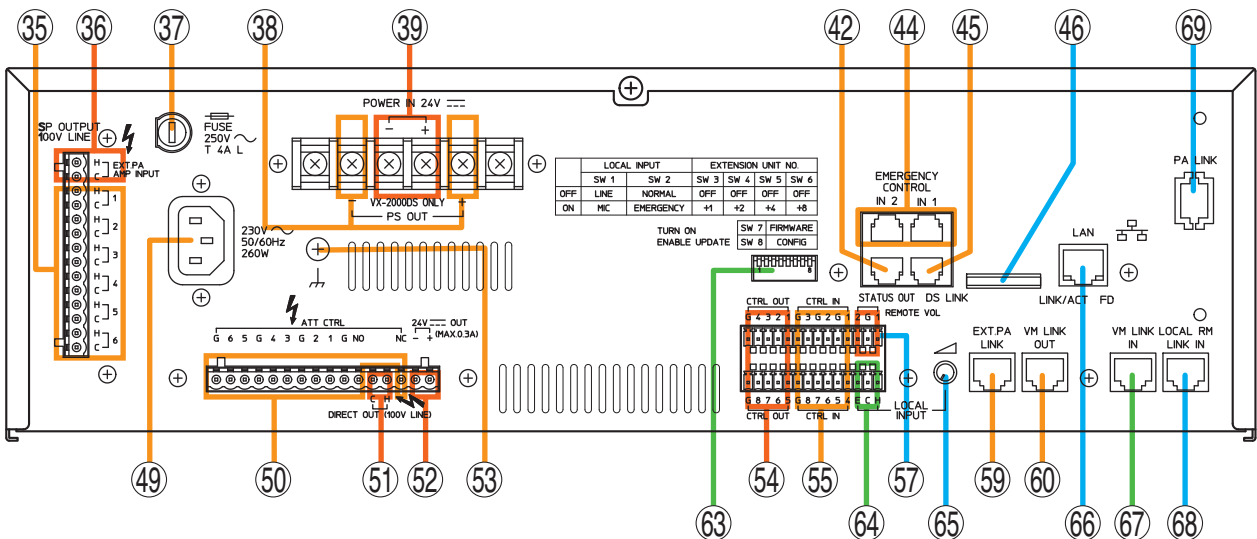 35 36 37 38 39 42 44 45 46 69
POWER IN 24V
− +
SP OUTPUT
100V LINE
FUSE
250V
T 4A L
H
C
EXT.PA
AMP INPUT
H
C 1
H
C 2
H
C 3
H
C 4
H
C 5
H
C 6
− VX-2000DS ONLY +
PS OUT
230V
50/60Hz
260W
LOCAL INPUT EXTENSION UNIT NO.
SW 1 SW 2 SW 3 SW 4 SW 5 SW 6
OFF LINE NORMAL OFF OFF OFF OFF
ON MIC EMERGENCY +1 +2 +4 +8
TURN ON
ENABLE UPDATE
SW 7 FIRMWARE
SW 8 CONFIG
1 8
EMERGENCY
CONTROL
IN 2 IN 1
STATUS OUT DS LINK
PA LINK
LAN
LINK/ACT FD
ATT CTRL
G 6 5 G 4 3 G 2 1 G NO NC
24V OUT
− + (MAX.0.3A)
C H
DIRECT OUT (100V LINE)
CTRL OUT CTRL IN REMOTE VOL
G 4 3 2 1 G 3 G 2 G 1 2 G 1
G 8 7 6 5 G 8 7 6 5 4 E C H
CTRL OUT CTRL IN LOCAL
INPUT
EXT.PA
LINK
VM LINK
OUT
VM LINK
IN
LOCAL RM
LINK IN
49 50 51 52 53 63 54 55 64 57 65 59 60 66 67 68